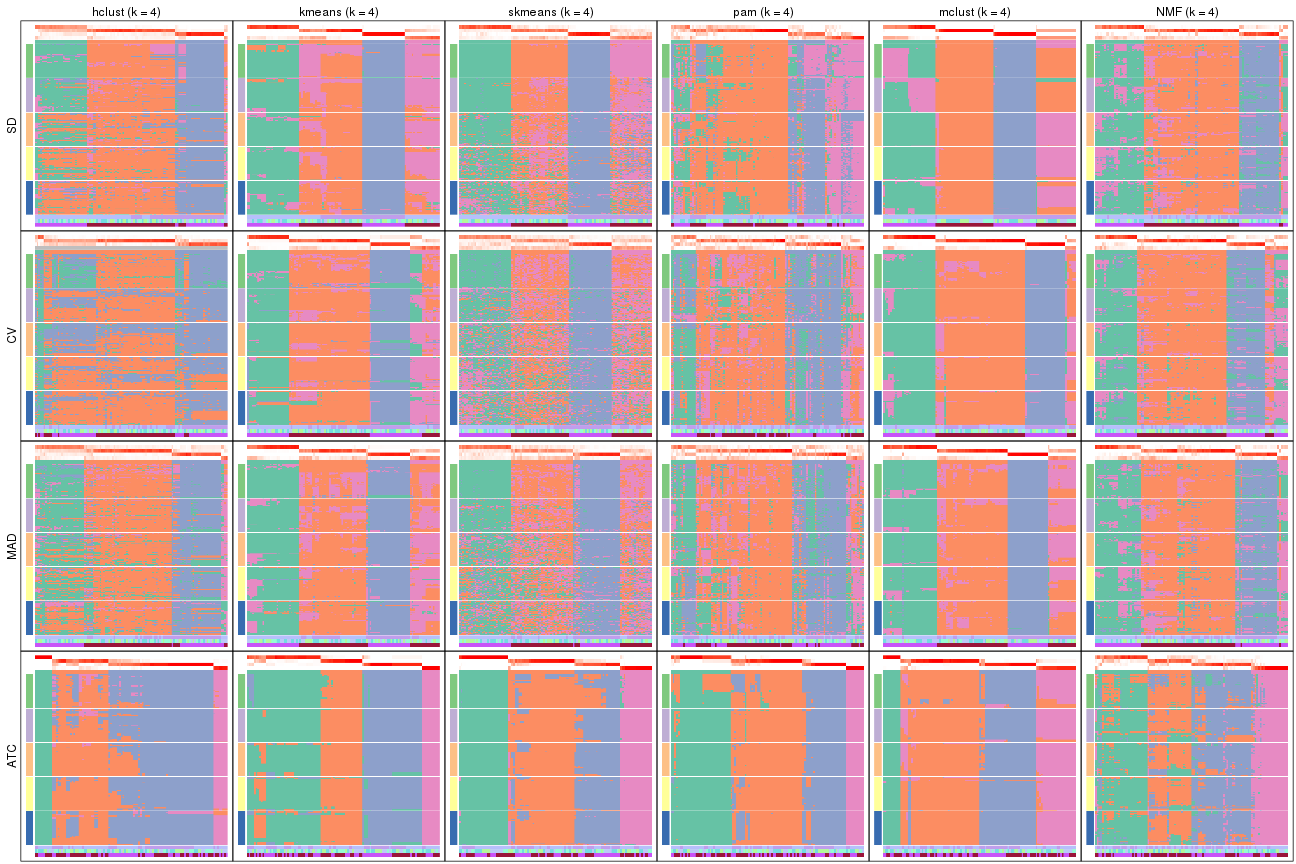 hclust (k = 4) kmeans (k = 4) skmeans (k = 4) pam (k = 4) mclust (k = 4) NMF (k = 4)
SD
CV
MAD
ATC